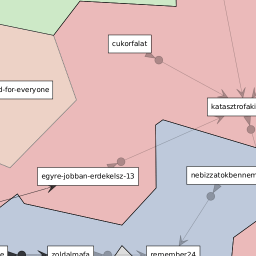 cukorfalat
d-for-everyone
katasztrofaki
egyre-jobban-erdekelsz-13
nebizzatokbennem
e
zoldalmafa
remember24